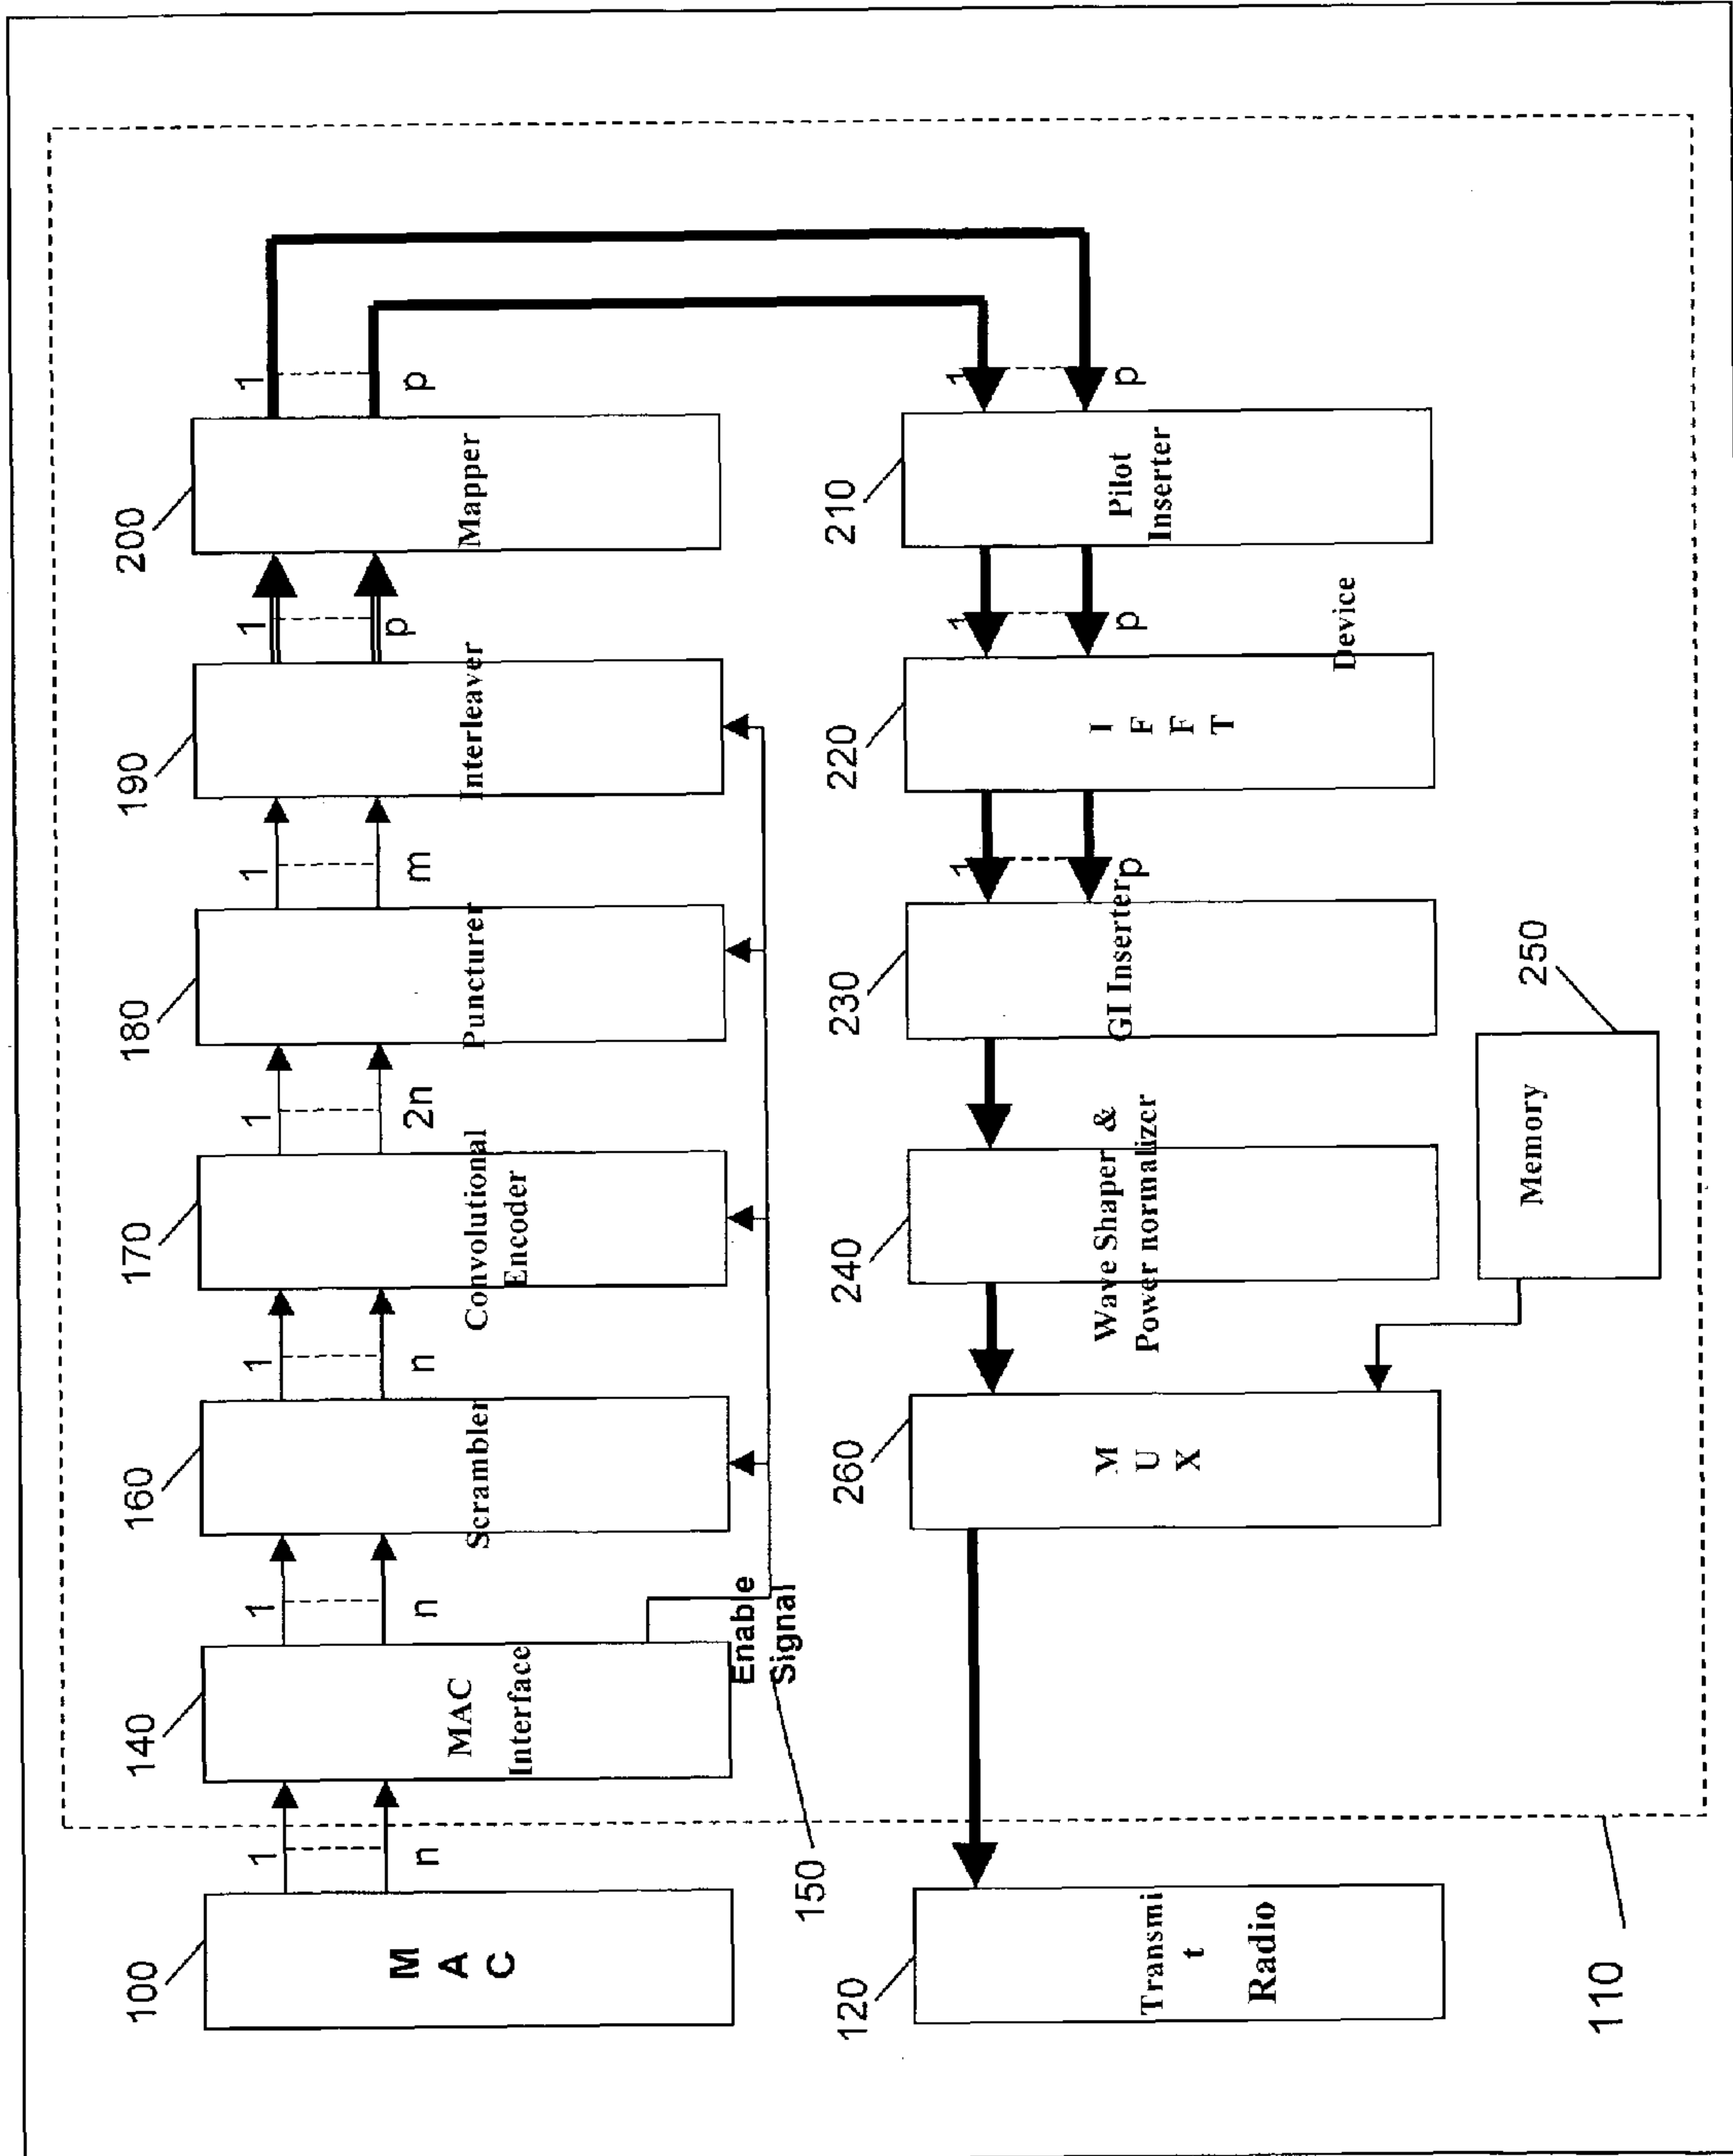 100
140
160
170
180
190
200
M
A
C
1
n
MAC
Interface
1
n
Scrambler
1
n
Convolutional
Encoder
1
2n
Puncturer
1
m
Interleaver
1
p
Mapper
1
p
Enable
Signal
150
120
260
240
230
220
210
Transmi
t
Radio
M
U
X
Wave Shaper &
Power normalizer
GI Inserter
1
p
I
F
F
T
Device
1
p
Pilot
Inserter
1
p
Memory
250
110